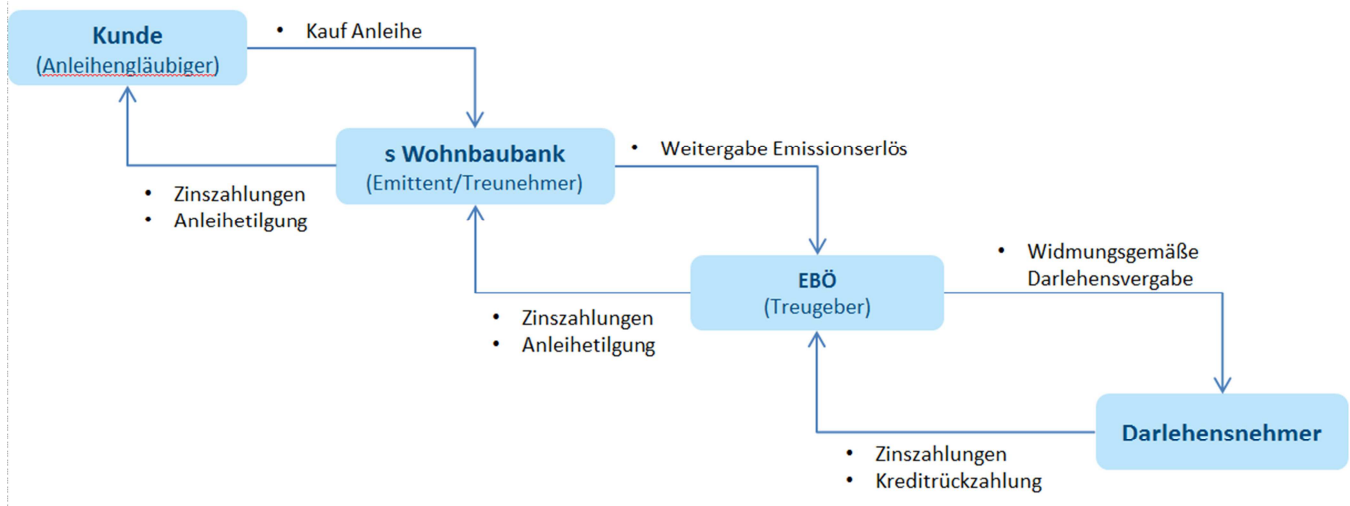 Kunde
(Anleihengläubiger)
• Kauf Anleihe
s Wohnbaubank
(Emittent/Treunehmer)
• Weitergabe Emissionserlös
• Zinszahlungen
• Anleihetilgung
EBÖ
(Treugeber)
• Widmungsgemäße
Darlehensvergabe
• Zinszahlungen
• Anleihetilgung
Darlehensnehmer
• Zinszahlungen
• Kreditrückzahlung